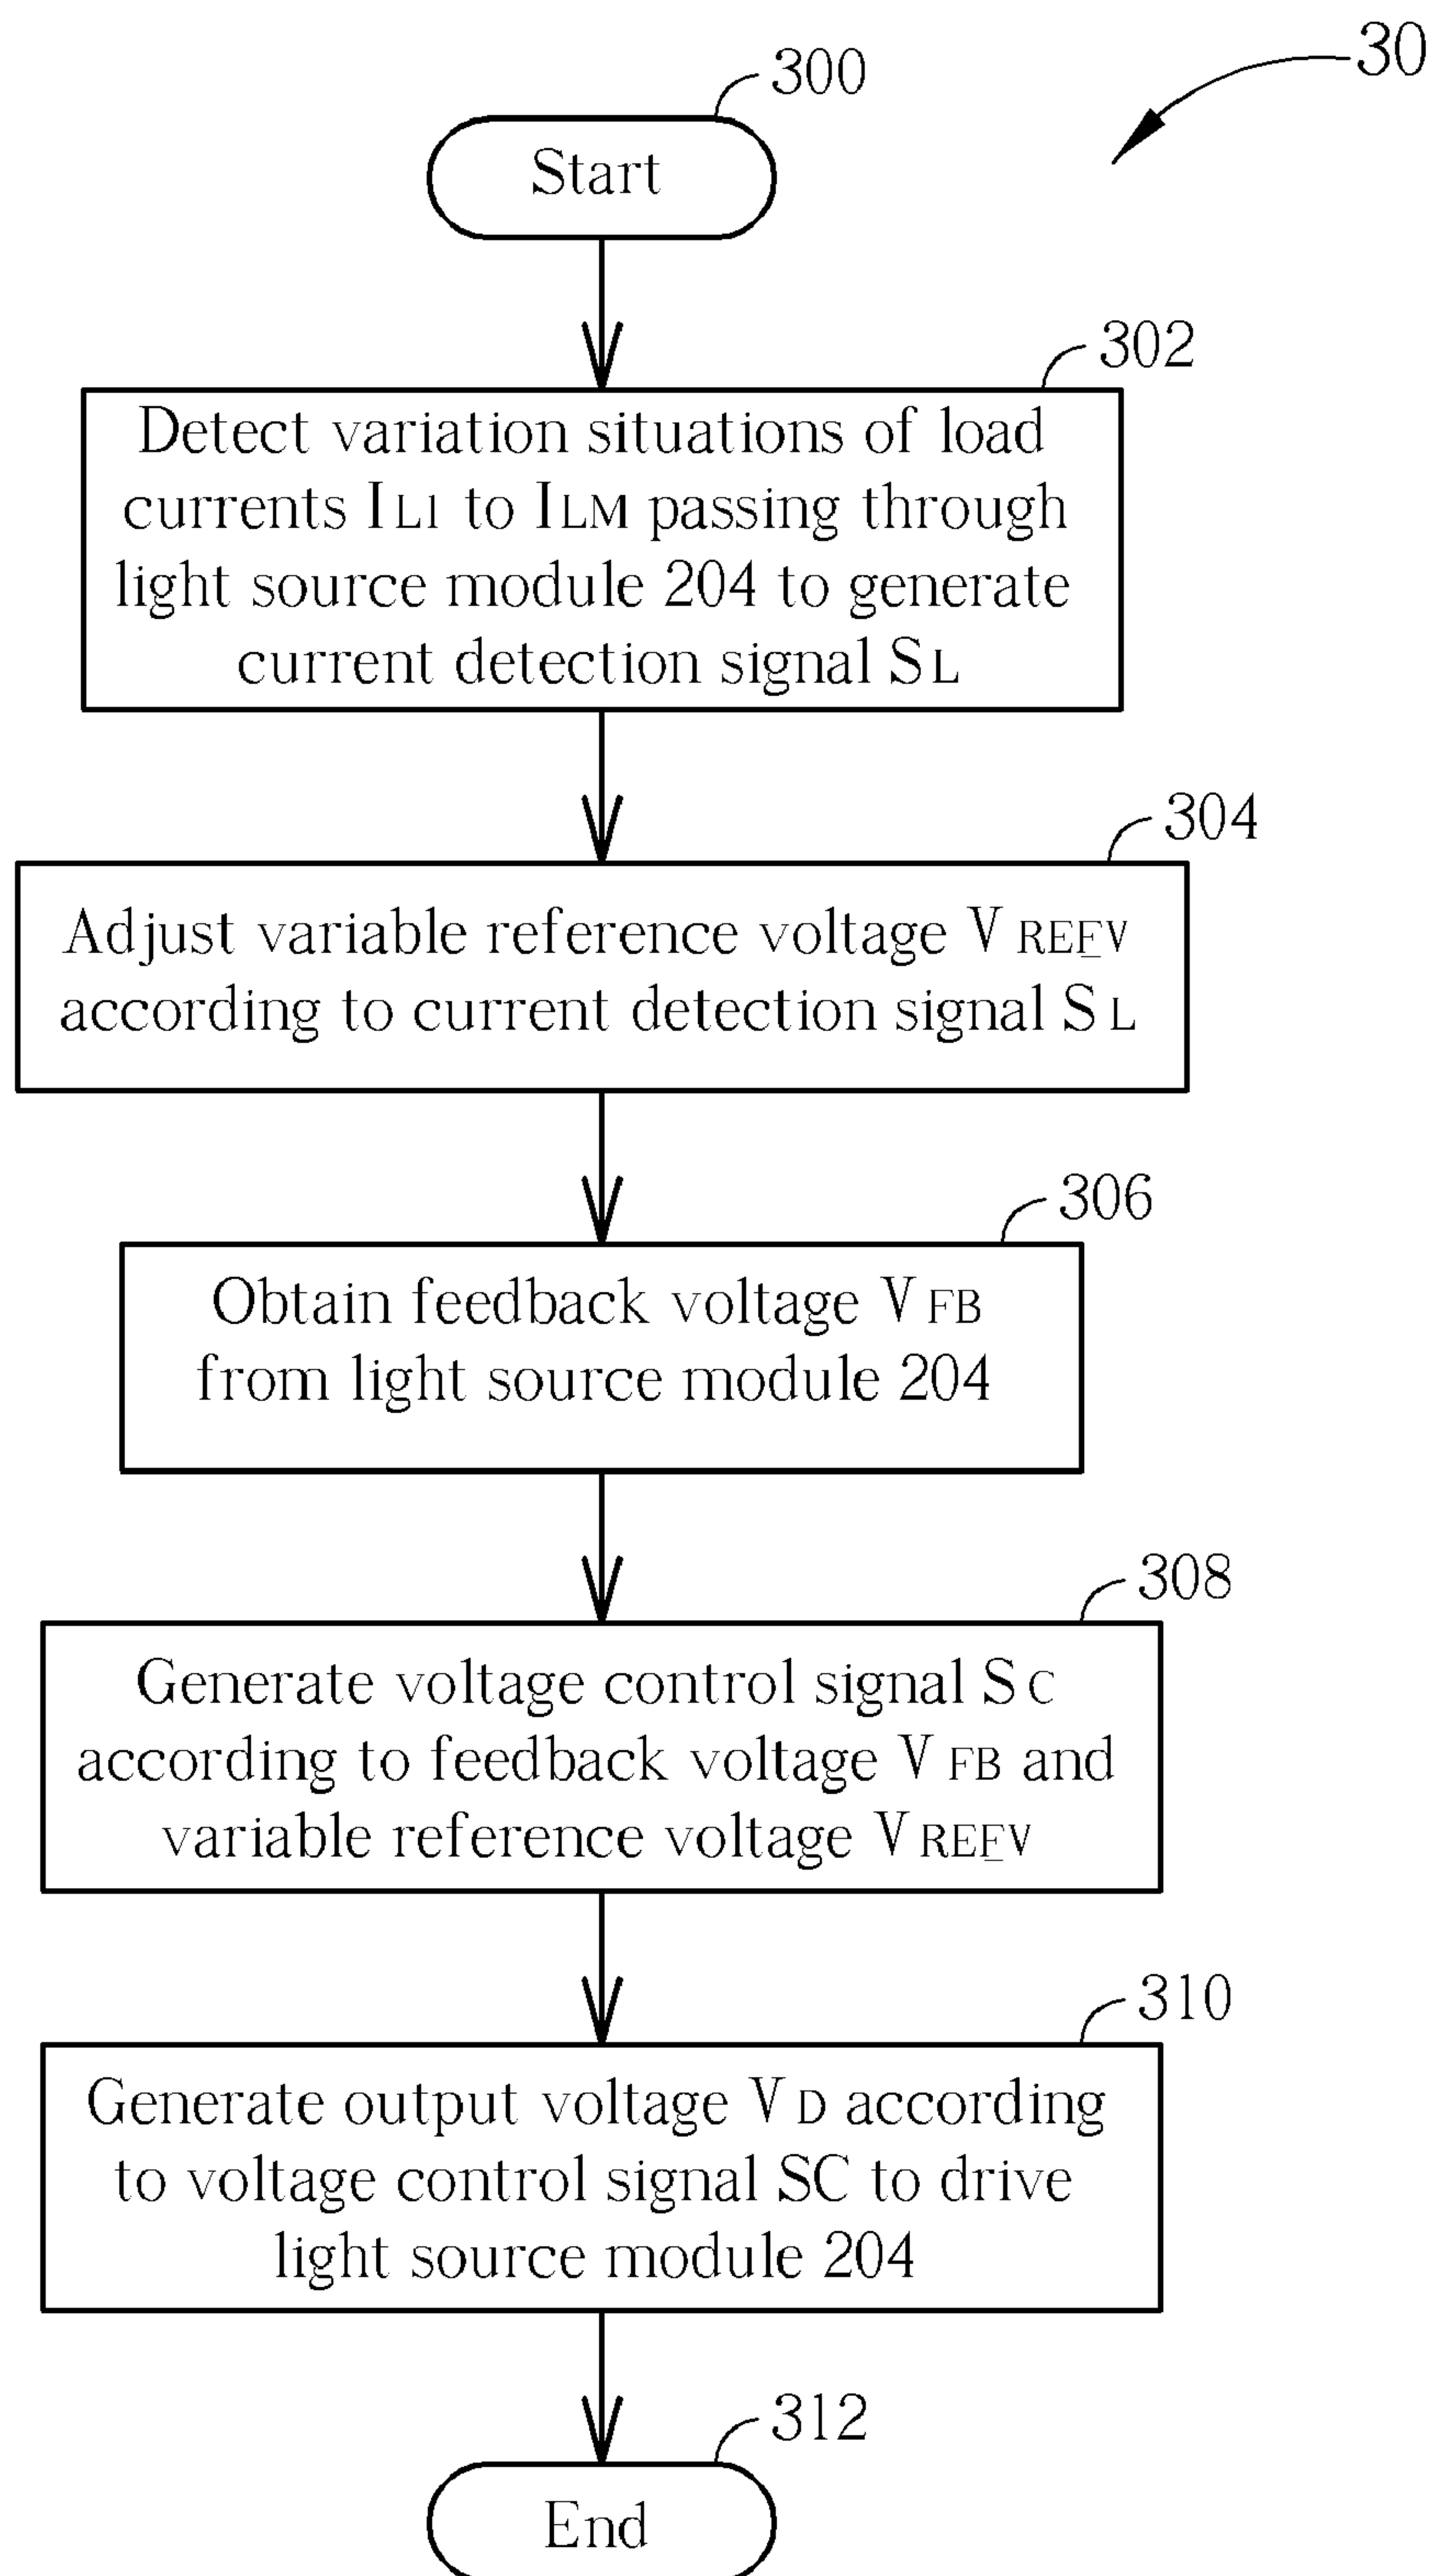 30
300
Start
302
Detect variation situations of load
currents IL1 to ILM passing through
light source module 204 to generate
current detection signal SL
304
Adjust variable reference voltage VREF_V
according to current detection signal SL
306
Obtain feedback voltage VFB
from light source module 204
308
Generate voltage control signal SC
according to feedback voltage VFB and
variable reference voltage VREF_V
310
Generate output voltage VD according
to voltage control signal SC to drive
light source module 204
312
End